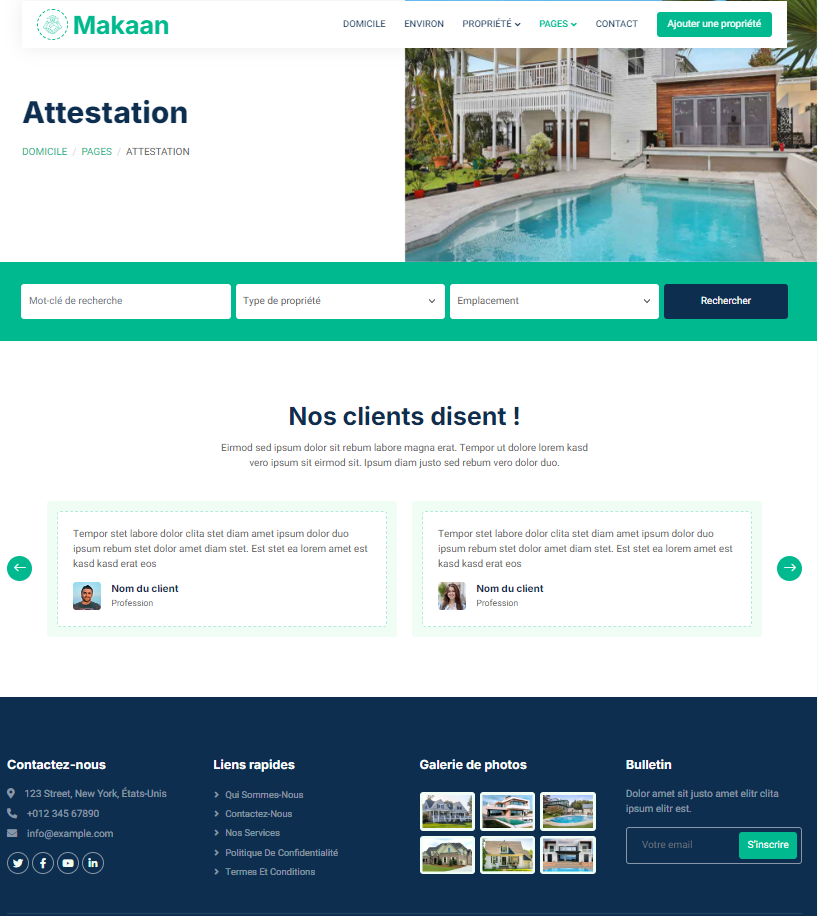 Makaan
DOMICILE
ENVIRON
PROPRIÉTÉ
PAGES
CONTACT
Ajouter une propriété
Attestation
DOMICILE / PAGES / ATTESTATION
Mot-clé de recherche
Type de propriété
Emplacement
Rechercher
Nos clients disent !
Eirmod sed ipsum dolor sit rebum labore magna erat. Tempor ut dolore lorem kasd
vero ipsum sit eirmod sit. Ipsum diam justo sed rebum vero dolor duo.
Tempor stet labore dolor clita stet diam amet ipsum dolor duo
ipsum rebum stet dolor amet diam stet. Est stet ea lorem amet est
kasd kasd erat eos
Nom du client
Profession
Tempor stet labore dolor clita stet diam amet ipsum dolor duo
ipsum rebum stet dolor amet diam stet. Est stet ea lorem amet est
kasd kasd erat eos
Nom du client
Profession
Contactez-nous
123 Street, New York, États-Unis
+012 345 67890
info@example.com
Liens rapides
Qui Sommes-Nous
Contactez-Nous
Nos Services
Politique De Confidentialité
Termes Et Conditions
Galerie de photos
Bulletin
Dolor amet sit justo amet elitr clita
ipsum elitr est.
Votre email
S'inscrire